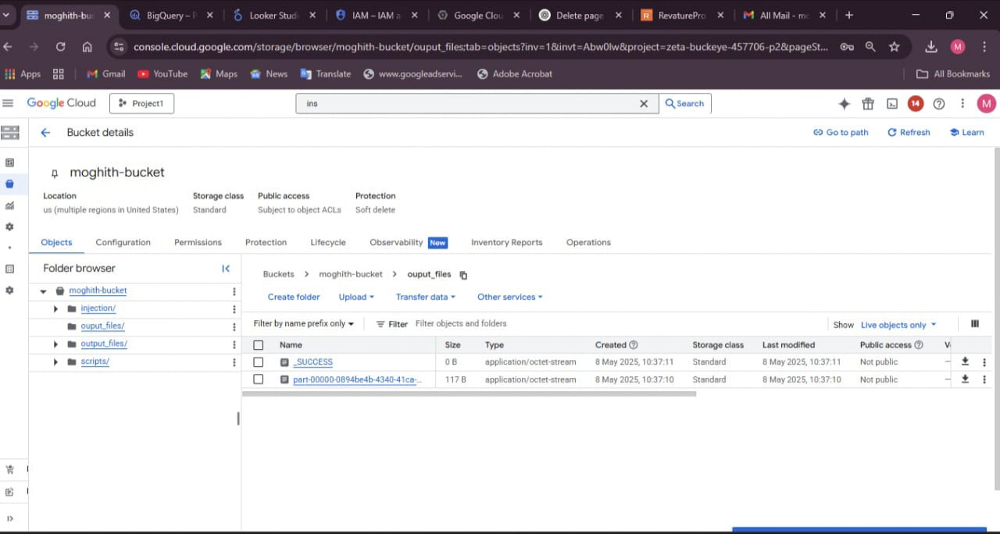 moghith-buc
BigQuery – F
Looker Studi
IAM – IAM a
Google Clou
Delete page
RevaturePro
All Mail - mo
console.cloud.google.com/storage/browser/moghith-bucket/ouput_files;tab=objects?inv=1&invt=Abw0lw&project=zeta-buckeye-457706-p2&pageSt...
M
Apps
Gmail
YouTube
Maps
News
Translate
www.googleadservi...
Adobe Acrobat
All Bookmarks
Google Cloud
Project1
ins
Search
14
M
Bucket details
Go to path
Refresh
Learn
moghith-bucket
Location Storage class Public access Protection
us (multiple regions in United States) Standard Subject to object ACLs Soft delete
Objects Configuration Permissions Protection Lifecycle Observability New Inventory Reports Operations
Folder browser
moghith-bucket
injection/
ouput_files/
output_files/
scripts/
Buckets > moghith-bucket > ouput_files
Create folder Upload Transfer data Other services
Filter by name prefix only Filter Filter objects and folders Show Live objects only
Name Size Type Created Storage class Last modified Public access
_SUCCESS 0 B application/octet-stream 8 May 2025, 10:37:11 Standard 8 May 2025, 10:37:11 Not public —
part-00000-0894be4b-4340-41ca-... 117 B application/octet-stream 8 May 2025, 10:37:10 Standard 8 May 2025, 10:37:10 Not public —